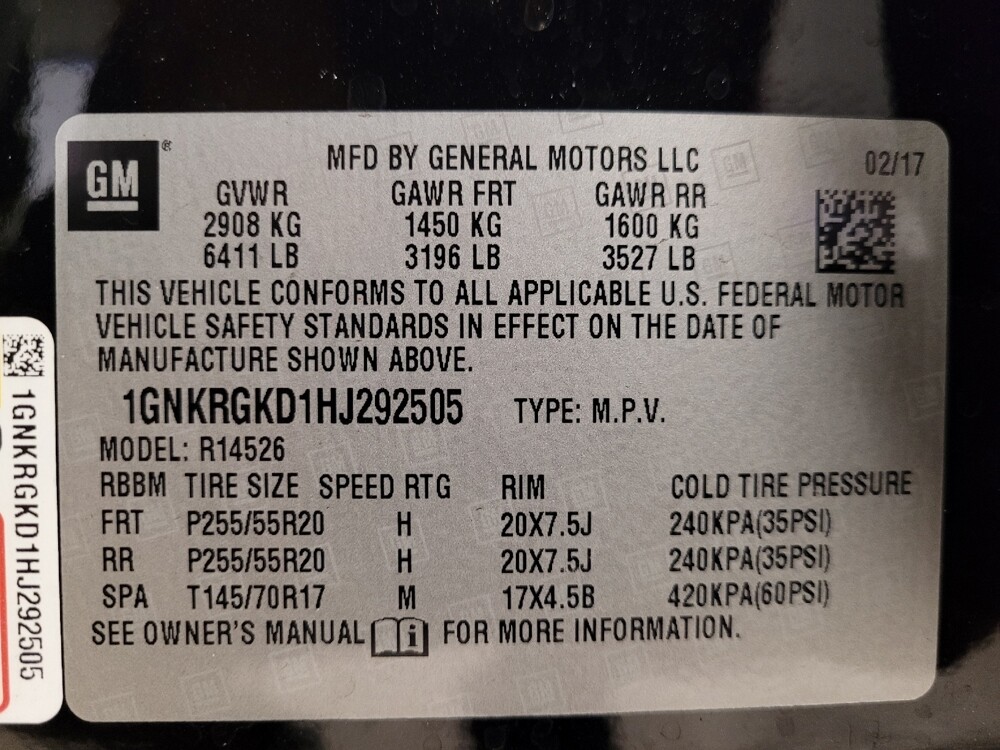 GM ®
MFD BY GENERAL MOTORS LLC 02/17
GVWR GAWR FRT GAWR RR
2908 KG 1450 KG 1600 KG
6411 LB 3196 LB 3527 LB
THIS VEHICLE CONFORMS TO ALL APPLICABLE U.S. FEDERAL MOTOR
VEHICLE SAFETY STANDARDS IN EFFECT ON THE DATE OF
MANUFACTURE SHOWN ABOVE.
1GNKRGKD1HJ292505 TYPE: M.P.V.
MODEL: R14526
RBBM TIRE SIZE SPEED RTG RIM COLD TIRE PRESSURE
FRT P255/55R20 H 20X7.5J 240KPA(35PSI)
RR P255/55R20 H 20X7.5J 240KPA(35PSI)
SPA T145/70R17 M 17X4.5B 420KPA(60PSI)
SEE OWNER'S MANUAL i FOR MORE INFORMATION.
1GNKRGKD1HJ292505